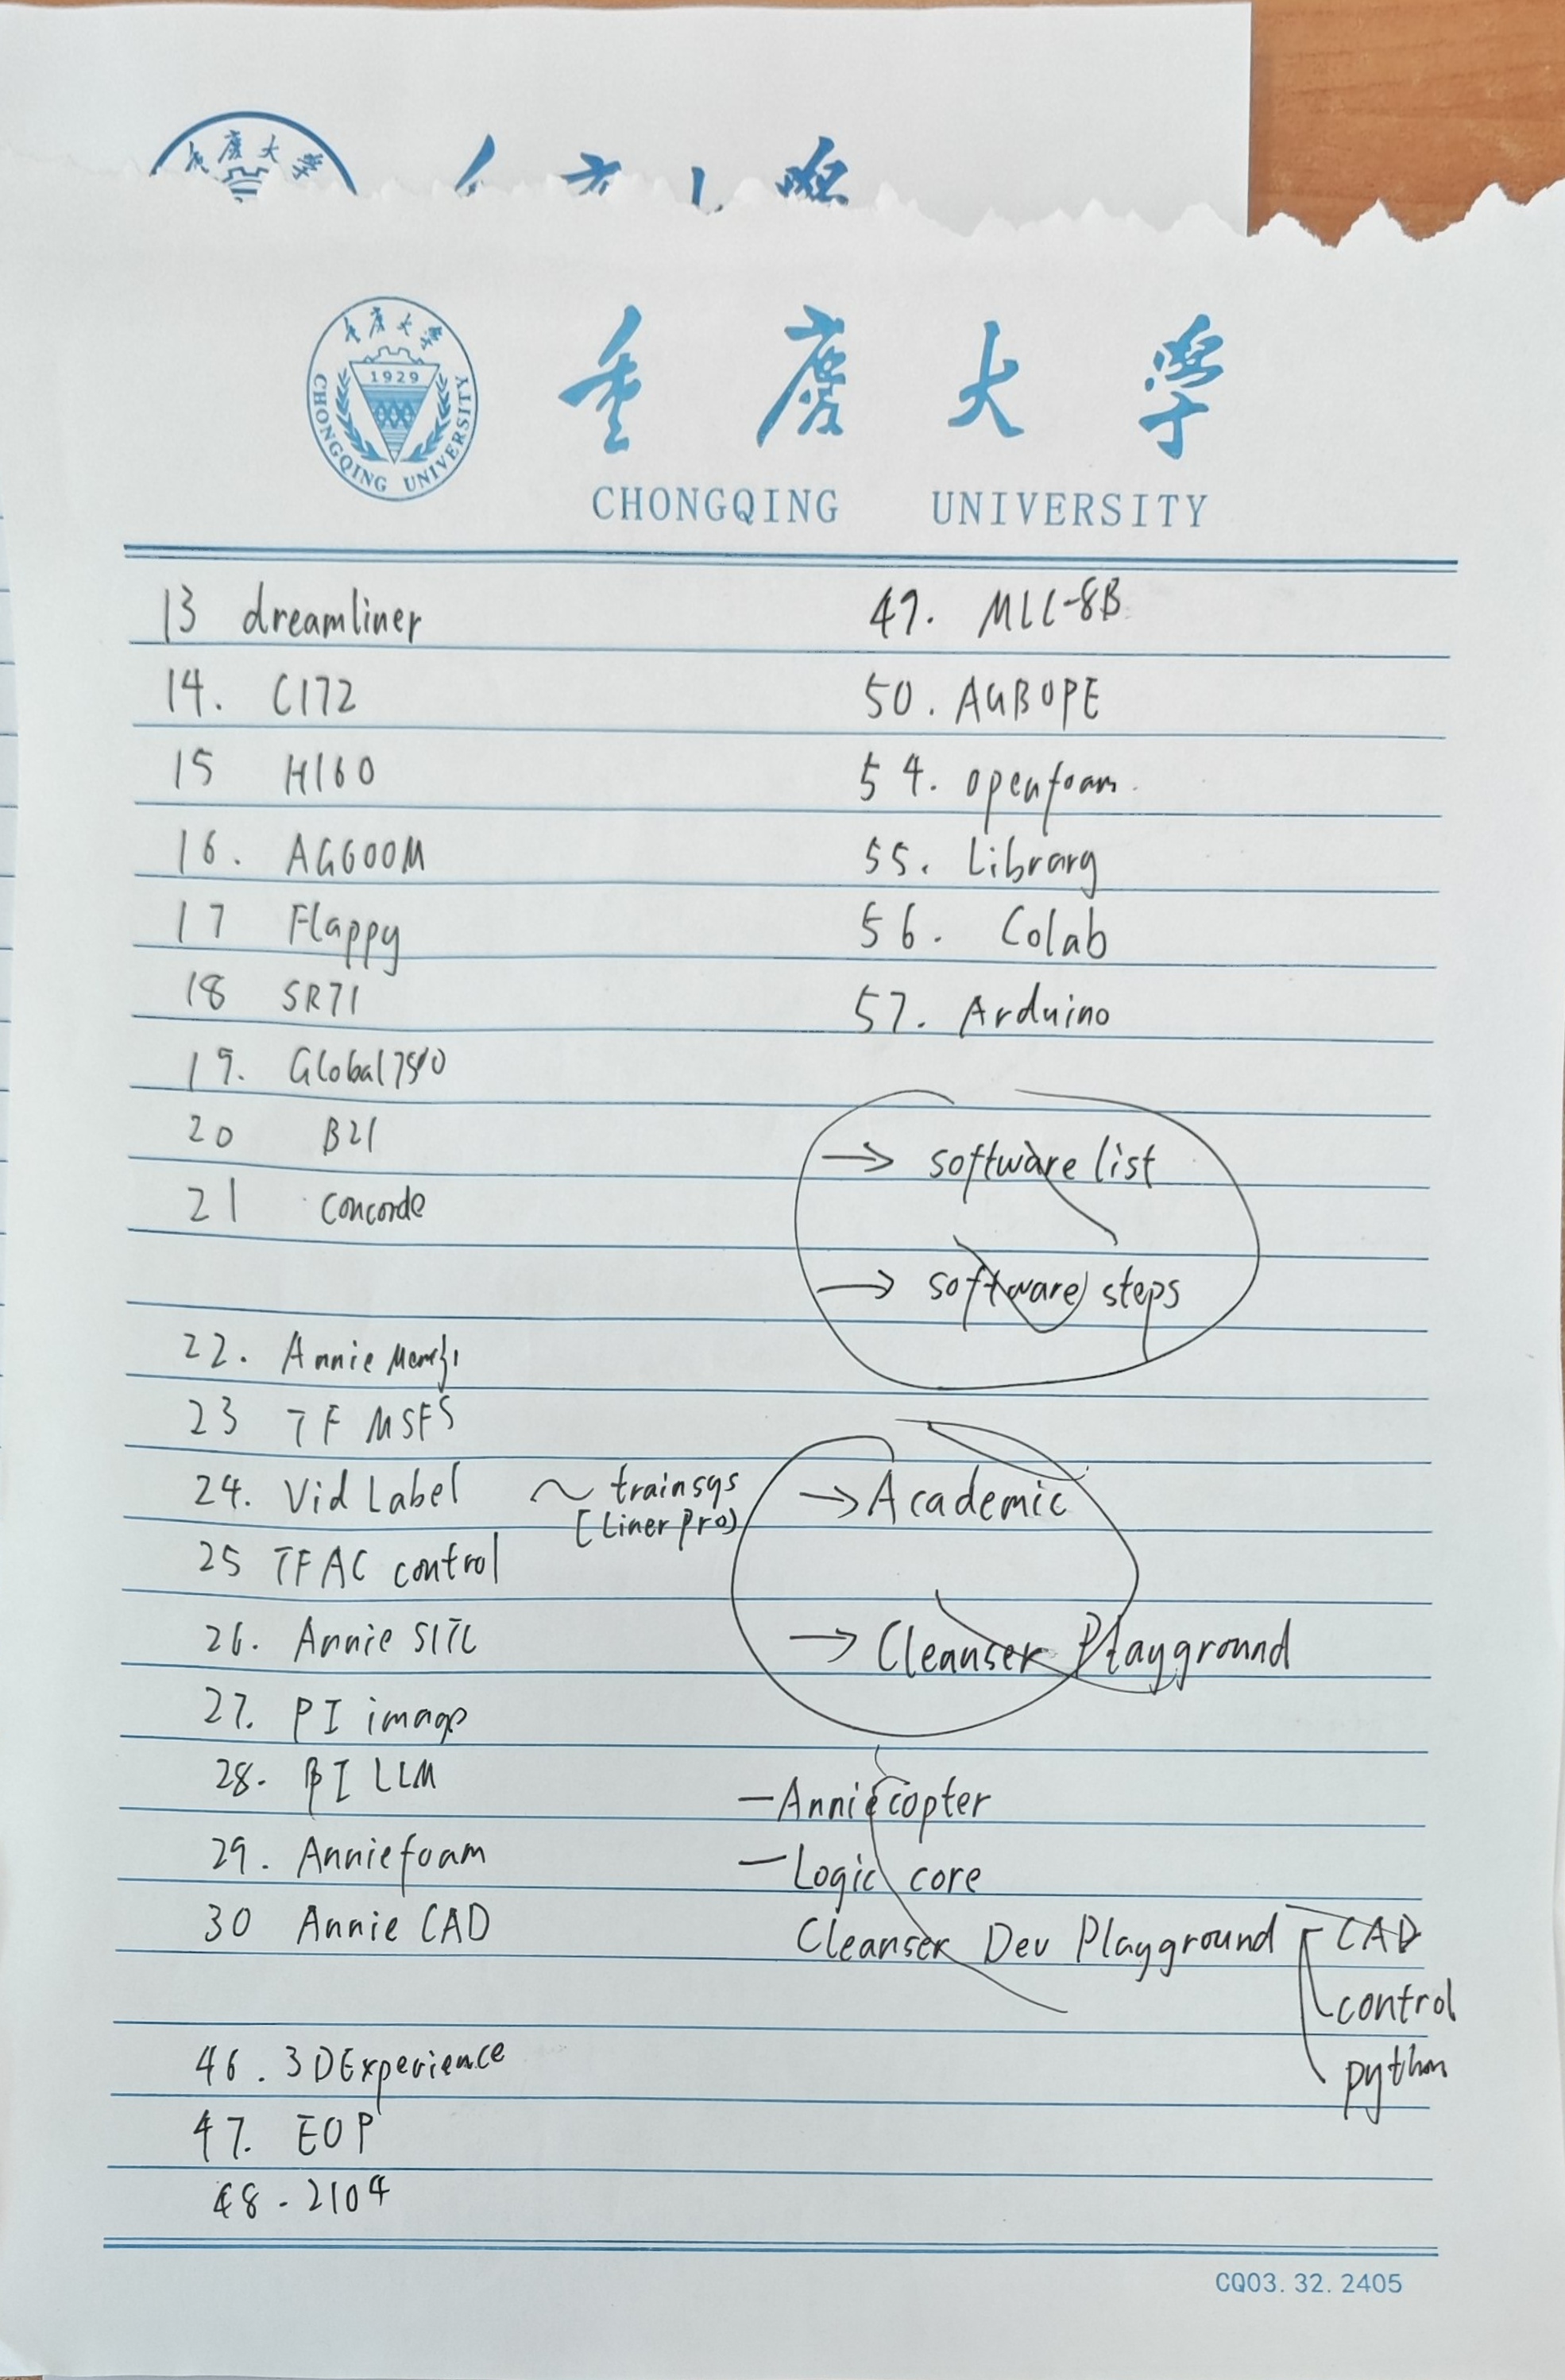 重庆大学
重庆大学
1929
CHONGQING UNIVERSITY
重庆大学
CHONGQING UNIVERSITY
13 dreamliner
14. C172
15 H160
16. AG600M
17 Flappy
18 SR71
19. Global7500
20 B21
21 concorde
22. Annie
23 TF MSFS
24. Vid Label ~ trainsys
[Liner Pro)
25 TFAC control
26. Annie SITL
27. PI image
28. PI LLM
29. Anniefoam
30 Annie CAD
46. 3DExperience
47. EOP
48. 2104
49. MLC-8B
50. AGBOPE
54. openfoam.
55. Library
56. Colab
57. Arduino
→ software list
→ software steps
→ Academic
→ Cleanser Playground
— Anniecopter
— Logic core
Cleanser Dev Playground CAD
control
python
CQ03.32.2405